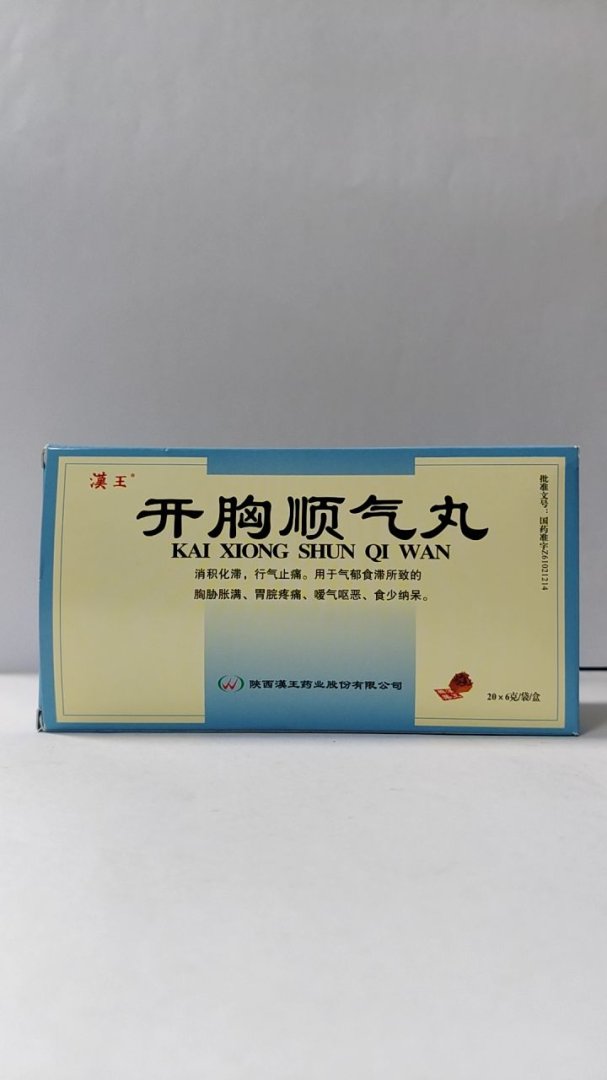 漢王®
开胸顺气丸
KAI XIONG SHUN QI WAN
消积化滞，行气止痛。用于气郁食滞所致的
胸胁胀满、胃脘疼痛、嗳气呕恶、食少纳呆。
陕西漢王药业股份有限公司
20×6克/袋/盒
批准文号：国药准字Z61021214